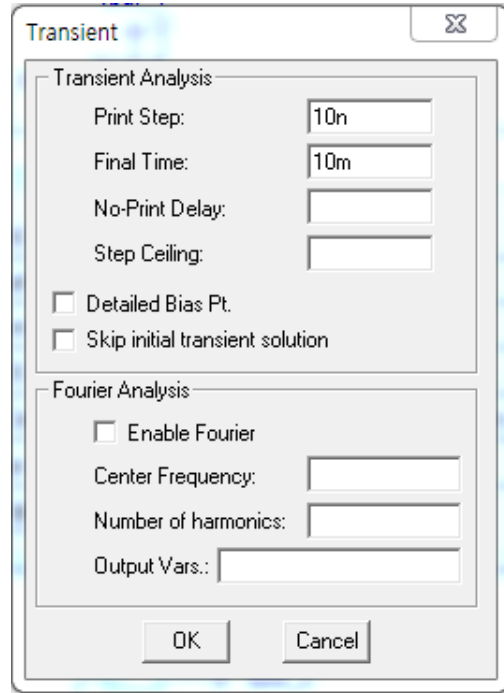 Transient
Transient Analysis
Print Step: 10n
Final Time: 10m
No-Print Delay:
Step Ceiling:
Detailed Bias Pt.
Skip initial transient solution
Fourier Analysis
Enable Fourier
Center Frequency:
Number of harmonics:
Output Vars.:
OK Cancel